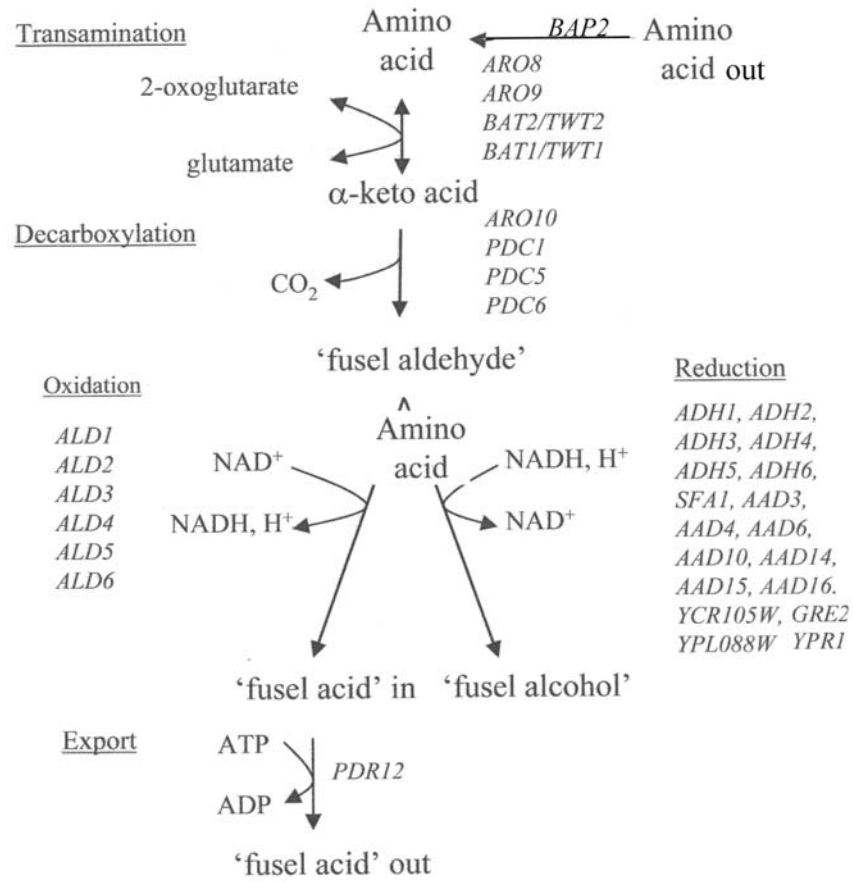 Transamination
Amino
acid
BAP2
Amino
acid out
ARO8
ARO9
BAT2/TWT2
BAT1/TWT1
2-oxoglutarate
glutamate
α-keto acid
Decarboxylation
ARO10
PDC1
PDC5
PDC6
CO₂
'fusel aldehyde'
Oxidation
ALD1
ALD2
ALD3
ALD4
ALD5
ALD6
Amino
acid
NAD⁺
NADH, H⁺
NADH, H⁺
NAD⁺
Reduction
ADH1, ADH2,
ADH3, ADH4,
ADH5, ADH6,
SFA1, AAD3,
AAD4, AAD6,
AAD10, AAD14,
AAD15, AAD16.
YCR105W, GRE2
YPL088W YPR1
'fusel acid' in
'fusel alcohol'
Export
ATP
ADP
PDR12
'fusel acid' out